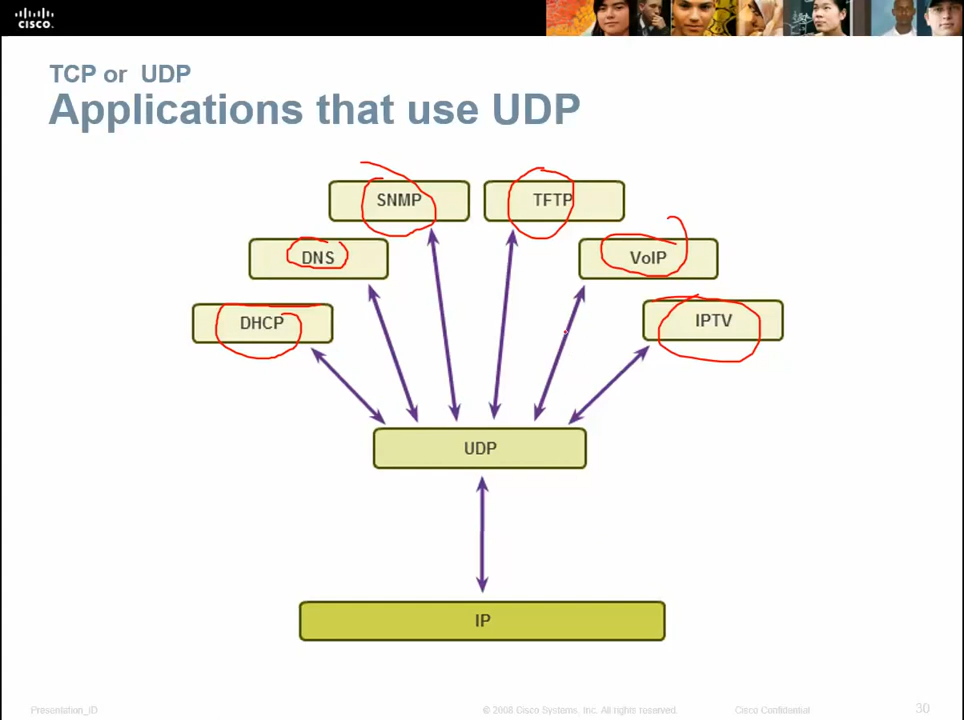 CISCO
TCP or UDP
Applications that use UDP
SNMP
TFTP
DNS
VoIP
DHCP
IPTV
UDP
IP
Presentation_ID
© 2008 Cisco Systems, Inc. All rights reserved.
Cisco Confidential
30